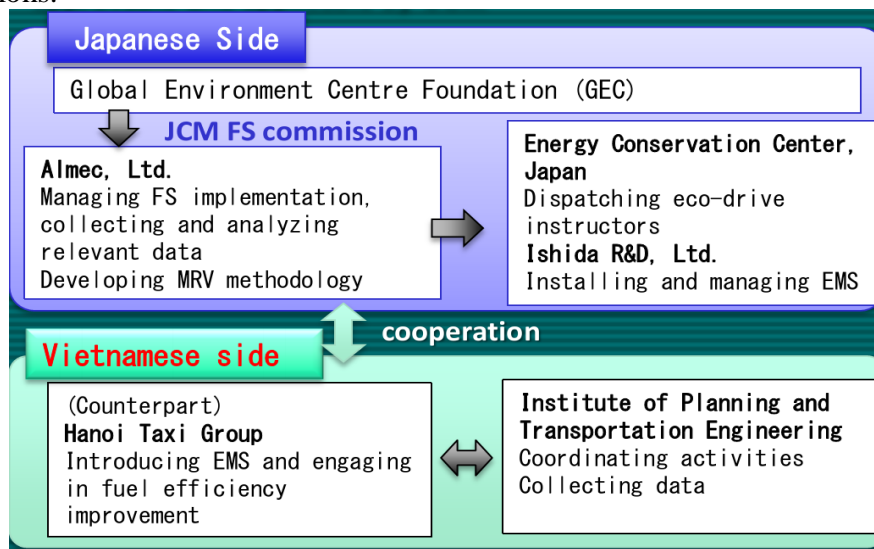 Japanese Side
Global Environment Centre Foundation (GEC)
JCM FS commission
Almec, Ltd.
Managing FS implementation,
collecting and analyzing
relevant data
Developing MRV methodology
Energy Conservation Center,
Japan
Dispatching eco-drive
instructors
Ishida R&D, Ltd.
Installing and managing EMS
cooperation
Vietnamese side
(Counterpart)
Hanoi Taxi Group
Introducing EMS and engaging
in fuel efficiency
improvement
Institute of Planning and
Transportation Engineering
Coordinating activities
Collecting data